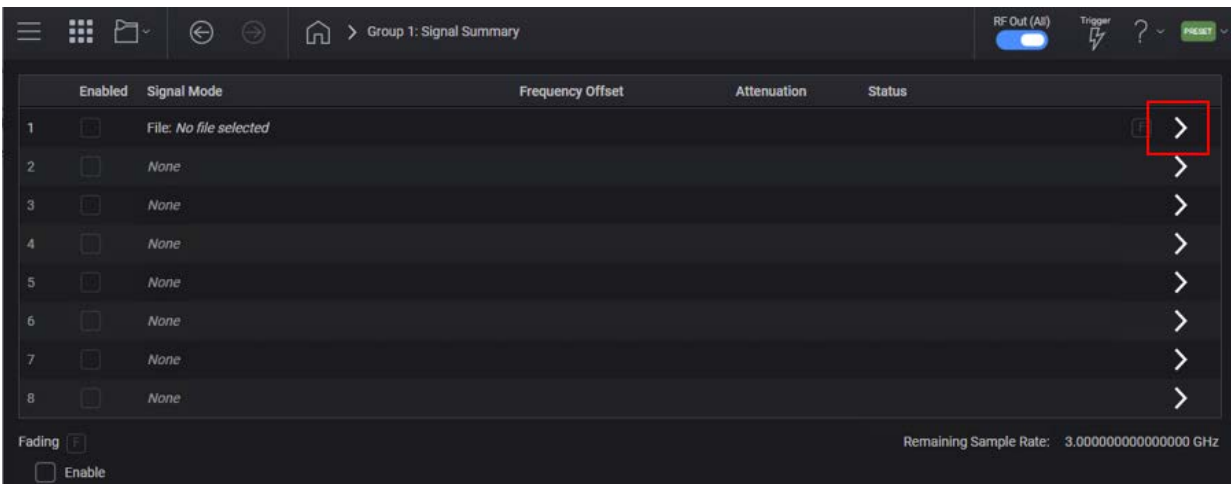 Group 1: Signal Summary
RF Out (All)
Trigger
?
PRESET
Enabled Signal Mode Frequency Offset Attenuation Status
1 File: No file selected F
2 None
3 None
4 None
5 None
6 None
7 None
8 None
Fading F
Remaining Sample Rate: 3.000000000000000 GHz
Enable